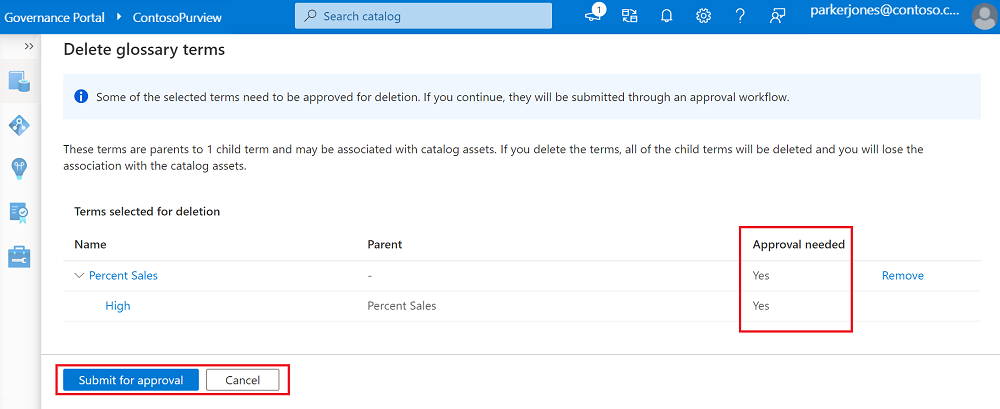 Governance Portal ▸ ContosoPurview
Search catalog
1
parkerjones@contoso.c...
Delete glossary terms
Some of the selected terms need to be approved for deletion. If you continue, they will be submitted through an approval workflow.
These terms are parents to 1 child term and may be associated with catalog assets. If you delete the terms, all of the child terms will be deleted and you will lose the
association with the catalog assets.
Terms selected for deletion
Name Parent Approval needed
Percent Sales - Yes Remove
High Percent Sales Yes
Submit for approval Cancel